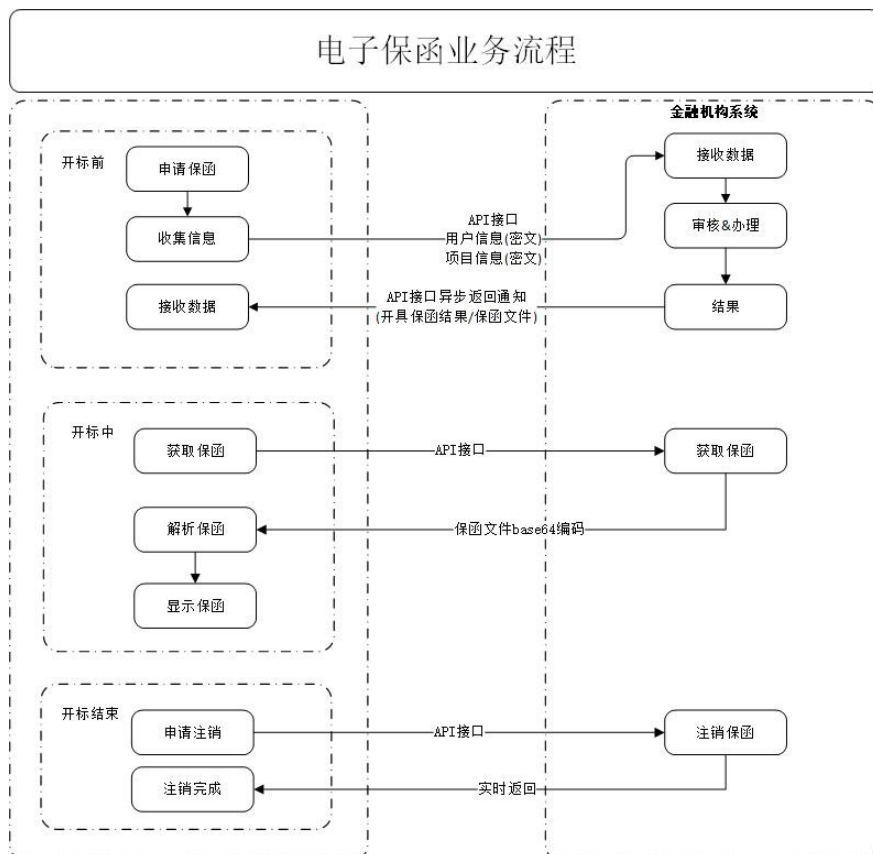 电子保函业务流程
金融机构系统
开标前
申请保函
接收数据
收集信息
API接口
用户信息(密文)
项目信息(密文)
审核&办理
接收数据
API接口异步返回通知
(开具保函结果/保函文件)
结果
开标中
获取保函
API接口
获取保函
解析保函
保函文件base64编码
显示保函
开标结束
申请注销
API接口
注销保函
注销完成
实时返回